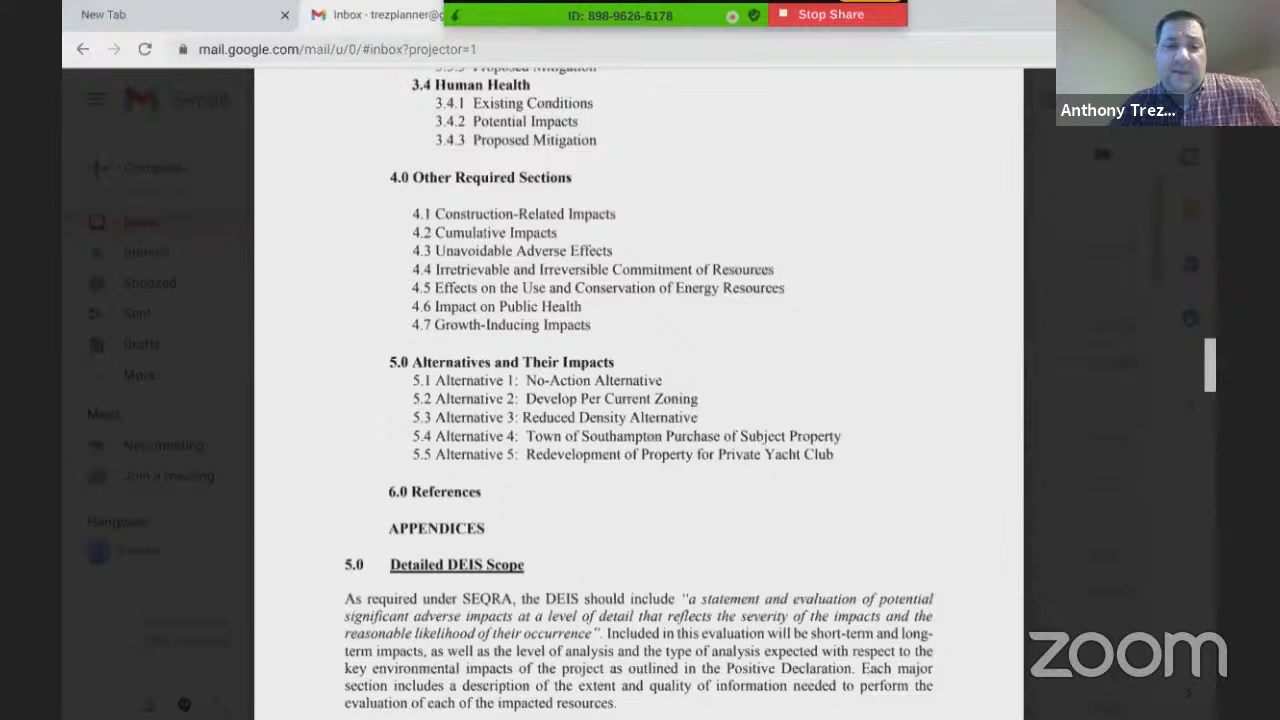 New Tab
Inbox - trezplanner@g
ID: 898-9626-6178
Stop Share
mail.google.com/mail/u/0/#inbox?projector=1
Anthony Trez...
Proposed Mitigation
3.4 Human Health
3.4.1 Existing Conditions
3.4.2 Potential Impacts
3.4.3 Proposed Mitigation
4.0 Other Required Sections
4.1 Construction-Related Impacts
4.2 Cumulative Impacts
4.3 Unavoidable Adverse Effects
4.4 Irretrievable and Irreversible Commitment of Resources
4.5 Effects on the Use and Conservation of Energy Resources
4.6 Impact on Public Health
4.7 Growth-Inducing Impacts
5.0 Alternatives and Their Impacts
5.1 Alternative 1: No-Action Alternative
5.2 Alternative 2: Develop Per Current Zoning
5.3 Alternative 3: Reduced Density Alternative
5.4 Alternative 4: Town of Southampton Purchase of Subject Property
5.5 Alternative 5: Redevelopment of Property for Private Yacht Club
6.0 References
APPENDICES
5.0 Detailed DEIS Scope
As required under SEQRA, the DEIS should include "a statement and evaluation of potential
significant adverse impacts at a level of detail that reflects the severity of the impacts and the
reasonable likelihood of their occurrence". Included in this evaluation will be short-term and long-
term impacts, as well as the level of analysis and the type of analysis expected with respect to the
key environmental impacts of the project as outlined in the Positive Declaration. Each major
section includes a description of the extent and quality of information needed to perform the
evaluation of each of the impacted resources.
Snoozed
Sent
Drafts
More
Join a meeting
zoom